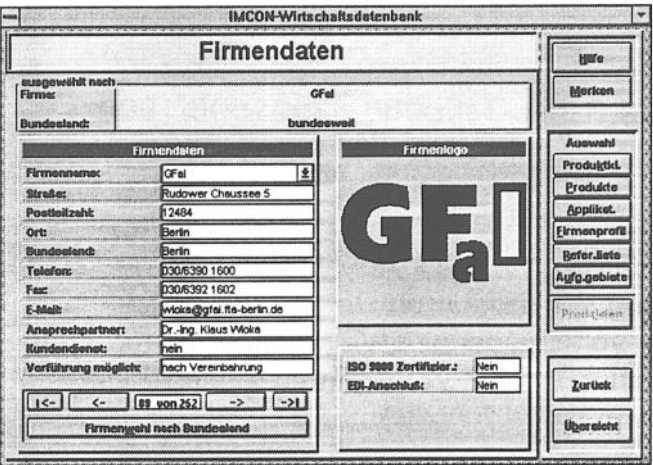 IMCON-Wirtschaftsdatenbank
Firmendaten
Hilfe
Merken
ausgewählt nach
Firma: GFaI
Bundesland: bundesweit
Firmendaten
Firmenname: GFaI
Straße: Rudower Chaussee 5
Postleitzahl: 12484
Ort: Berlin
Bundesland: Berlin
Telefon: 030/6390 1600
Fax: 030/6392 1602
E-Mail: wloka@gfai.fta-berlin.de
Ansprechpartner: Dr.-Ing. Klaus Wloka
Kundendienst: nein
Vorführung möglich: nach Vereinbahrung
|<-
<-
89 von 262
->
->|
Firmenwahl nach Bundesland
Firmenlogo
GFaI
ISO 9000 Zertifizier.: Nein
EDI-Anschluß: Nein
Auswahl
Produktkl.
Produkte
Applikat.
Firmenprofil
Refer.liste
Aufg.gebiete
Produkten
Zurück
Übersicht